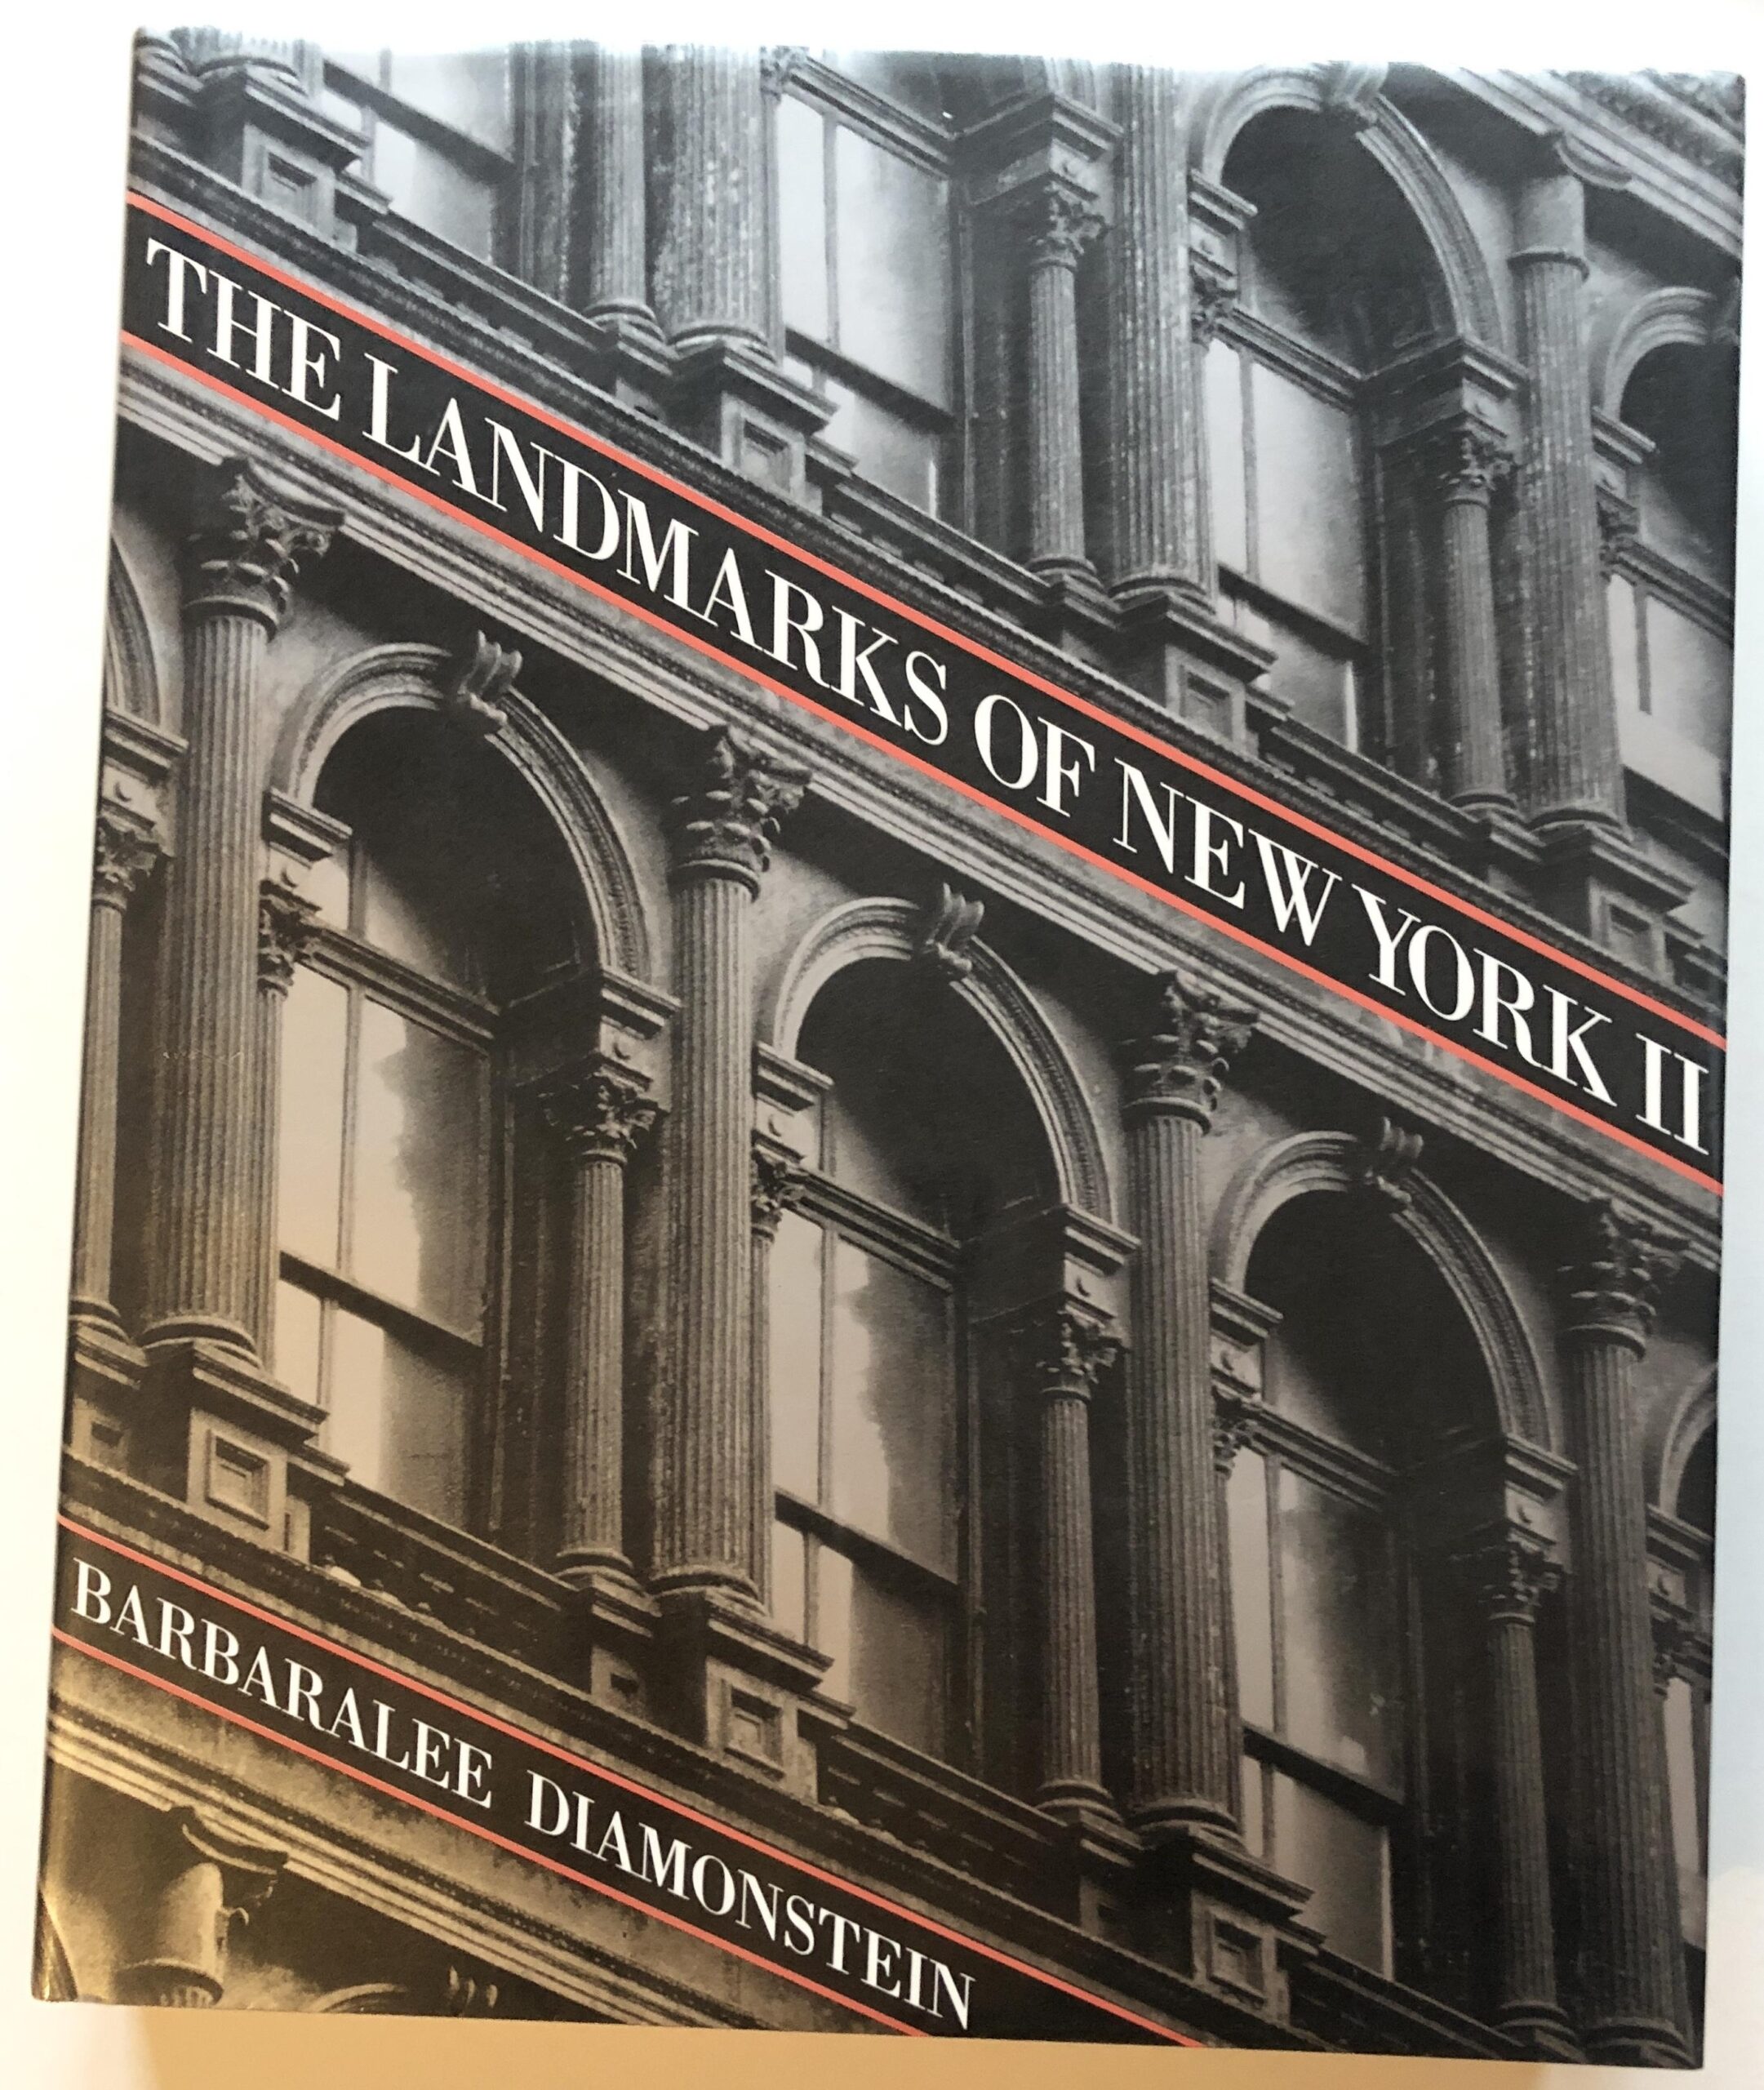 THE LANDMARKS OF NEW YORK II
BARBARALEE DIAMONSTEIN